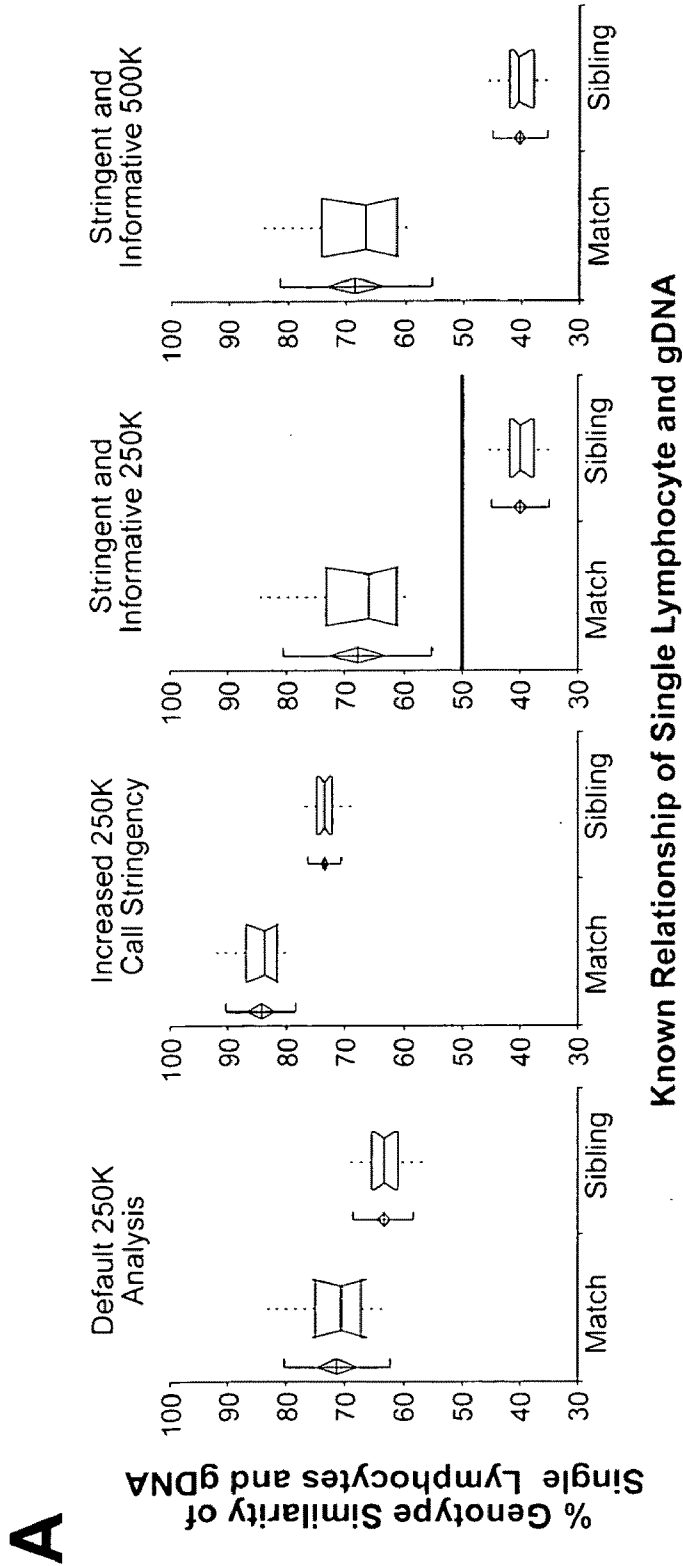 A
% Genotype Similarity of
Single Lymphocytes and gDNA
Default 250K
Analysis
100
90
80
70
60
50
40
30
Match
Sibling
Increased 250K
Call Stringency
100
90
80
70
60
50
40
30
Match
Sibling
Stringent and
Informative 250K
100
90
80
70
60
50
40
30
Match
Sibling
Stringent and
Informative 500K
100
90
80
70
60
50
40
30
Match
Sibling
Known Relationship of Single Lymphocyte and gDNA